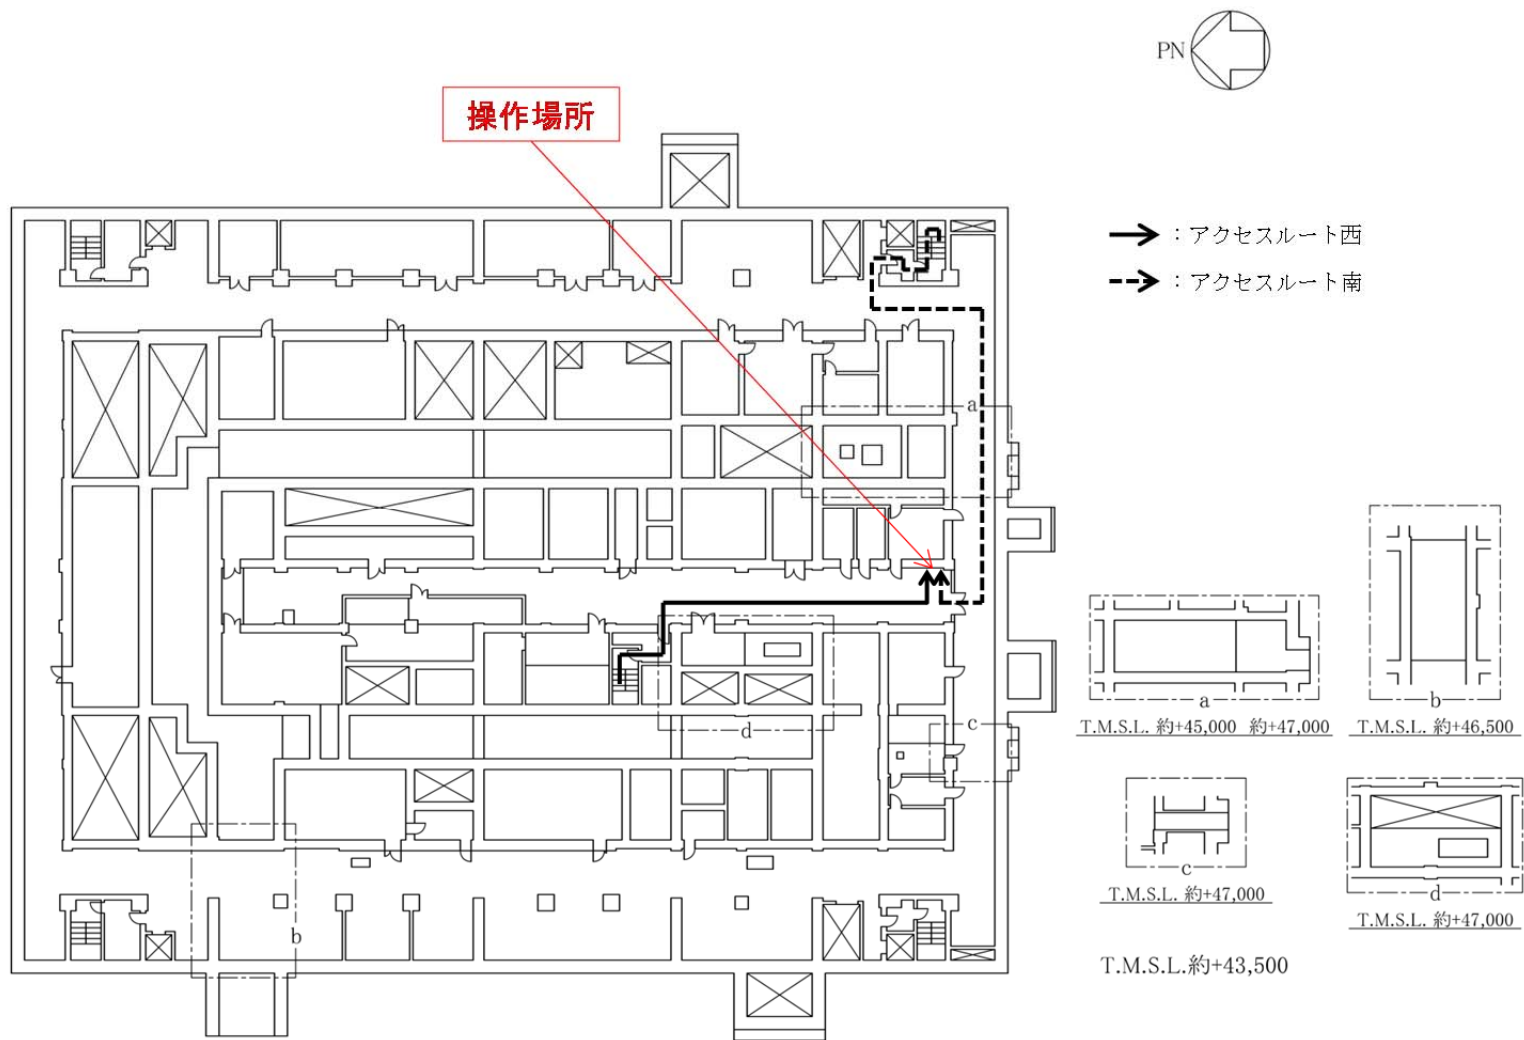 PN
操作場所
：アクセスルート西
：アクセスルート南
a
d
c
b
a
T.M.S.L. 約+45,000 約+47,000
b
T.M.S.L. 約+46,500
c
T.M.S.L. 約+47,000
d
T.M.S.L. 約+47,000
T.M.S.L.約+43,500